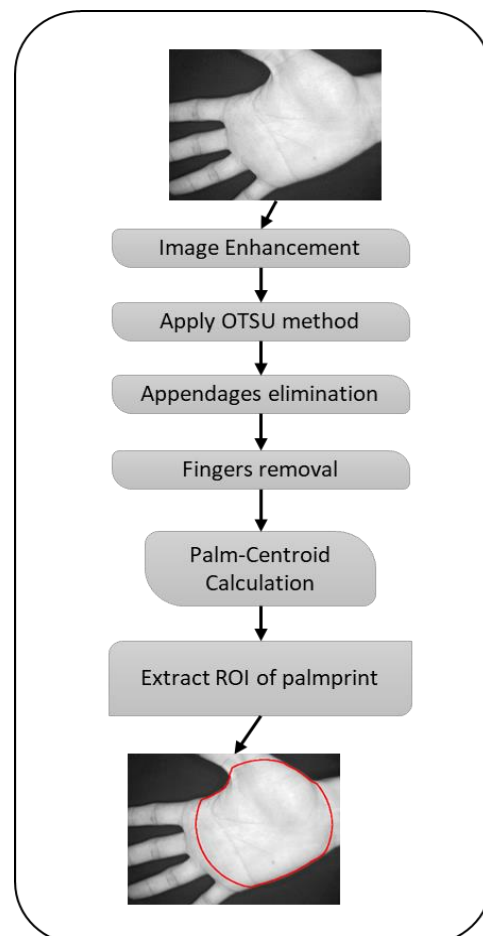 Image Enhancement
Apply OTSU method
Appendages elimination
Fingers removal
Palm-Centroid
Calculation
Extract ROI of palmprint